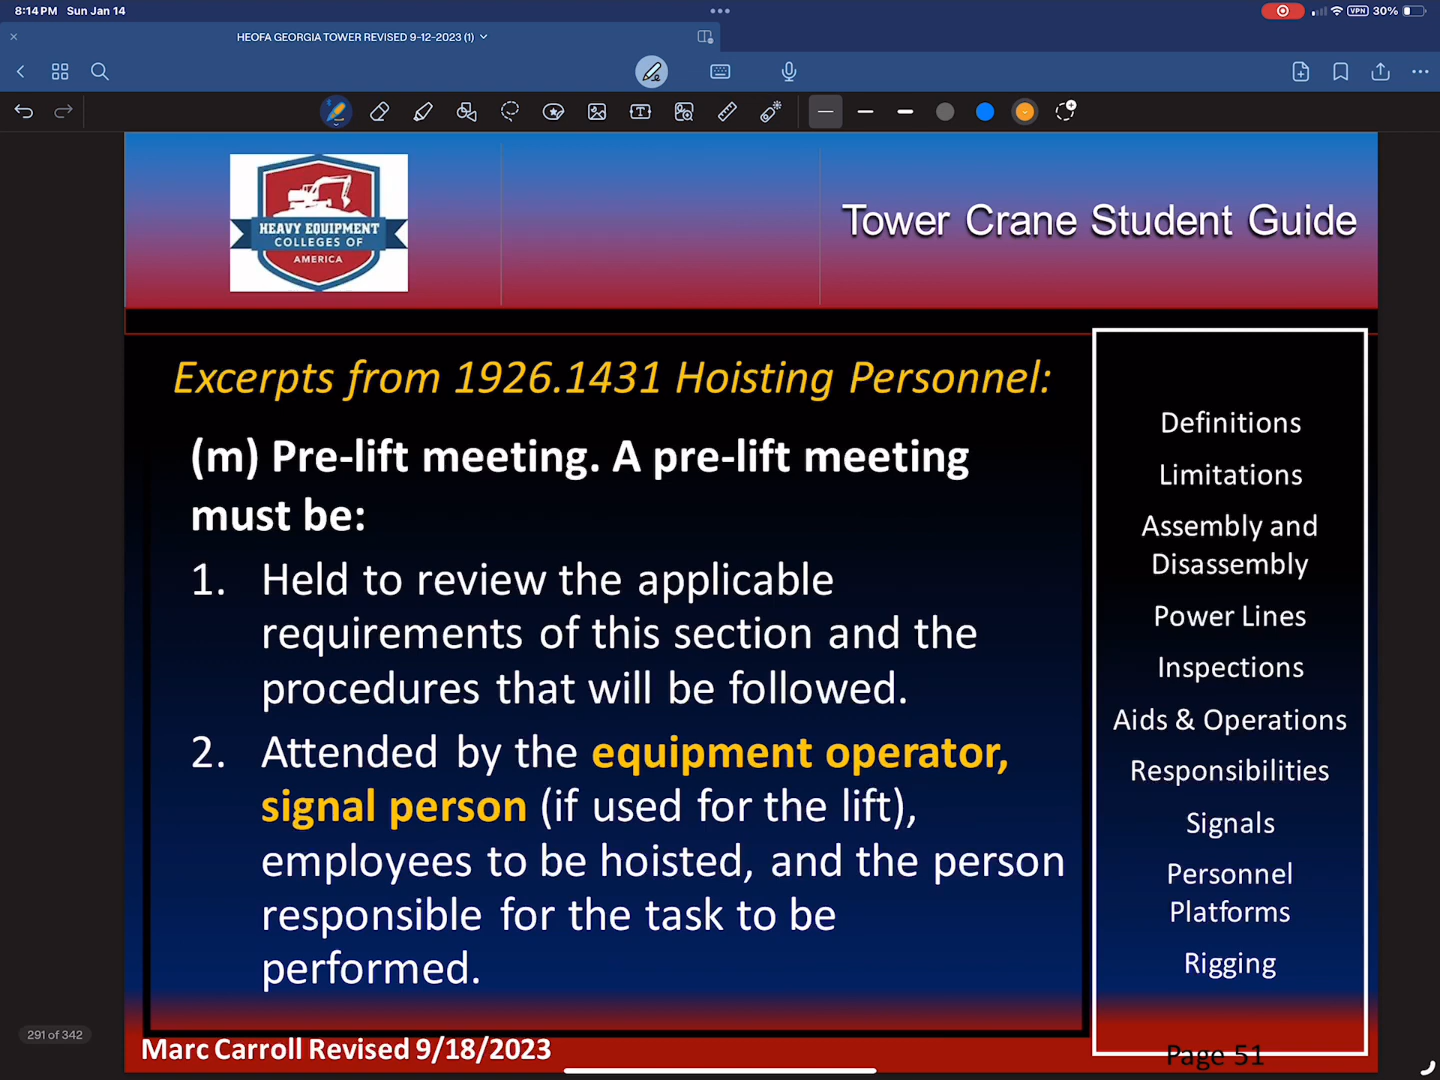 8:14 PM Sun Jan 14
VPN 30%
HEOFA GEORGIA TOWER REVISED 9-12-2023 (1)
HEAVY EQUIPMENT
COLLEGES OF
AMERICA
Tower Crane Student Guide
Excerpts from 1926.1431 Hoisting Personnel:
(m) Pre-lift meeting. A pre-lift meeting
must be:
1. Held to review the applicable
requirements of this section and the
procedures that will be followed.
2. Attended by the equipment operator,
signal person (if used for the lift),
employees to be hoisted, and the person
responsible for the task to be
performed.
Definitions
Limitations
Assembly and
Disassembly
Power Lines
Inspections
Aids & Operations
Responsibilities
Signals
Personnel
Platforms
Rigging
291 of 342
Marc Carroll Revised 9/18/2023
Page 51